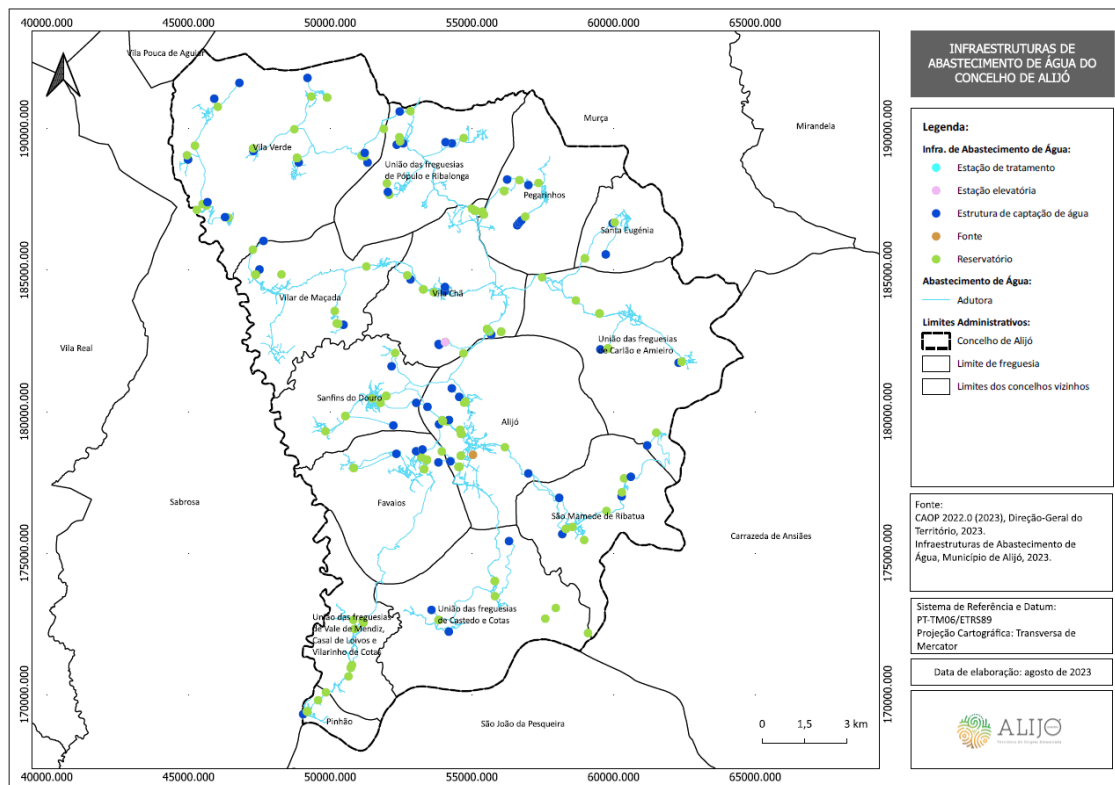 40000.000 45000.000 50000.000 55000.000 60000.000 65000.000
190000.000 190000.000
185000.000 185000.000
180000.000 180000.000
175000.000 175000.000
170000.000 170000.000
Vila Pouca de Aguiar
Murça
Mirandela
Vila Verde
União das freguesias
de Pópulo e Ribalonga
Pegarinhos
Santa Eugénia
Vilar de Maçada
Vila Chã
União das freguesias
de Carlão e Amieiro
Vila Real
Sanfins do Douro
Alijó
Sabrosa
Favaios
São Mamede de Ribatua
Carrazeda de Ansiães
União das freguesias
de Vale de Mendiz,
Casal de Loivos e
Vilarinho de Cotas
União das freguesias
de Castedo e Cotas
Pinhão
São João da Pesqueira
0 1,5 3 km
40000.000 45000.000 50000.000 55000.000 60000.000 65000.000
INFRAESTRUTURAS DE
ABASTECIMENTO DE ÁGUA DO
CONCELHO DE ALIJÓ
Legenda:
Infra. de Abastecimento de Água:
Estação de tratamento
Estação elevatória
Estrutura de captação de água
Fonte
Reservatório
Abastecimento de Água:
Adutora
Limites Administrativos:
Concelho de Alijó
Limite de freguesia
Limites dos concelhos vizinhos
Fonte:
CAOP 2022.0 (2023), Direção-Geral do
Território, 2023.
Infraestruturas de Abastecimento de
Água, Município de Alijó, 2023.
Sistema de Referência e Datum:
PT-TM06/ETRS89
Projeção Cartográfica: Transversa de
Mercator
Data de elaboração: agosto de 2023
ALIJÓ